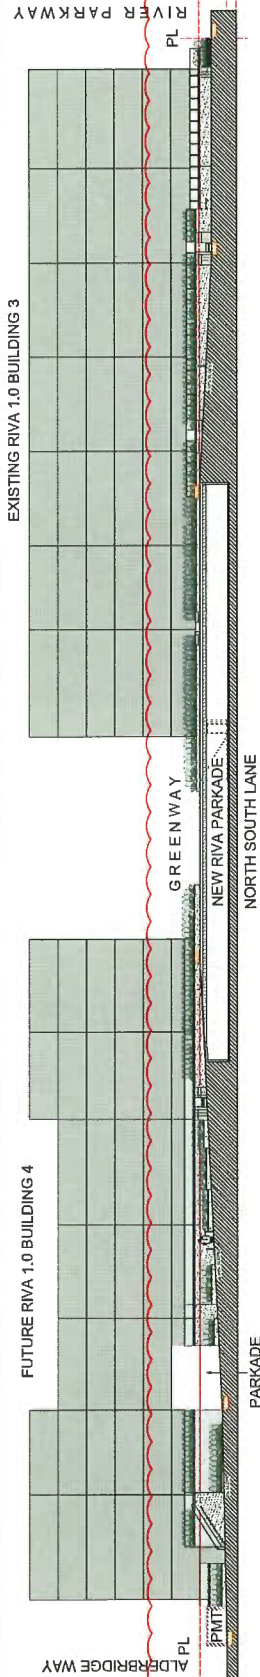 ALDERBRIDGE WAY
PL
PMT
FUTURE RIVA 1.0 BUILDING 4
PARKADE
GREENWAY
NEW RIVA PARKADE
NORTH SOUTH LANE
EXISTING RIVA 1.0 BUILDING 3
PL
RIVER PARKWAY